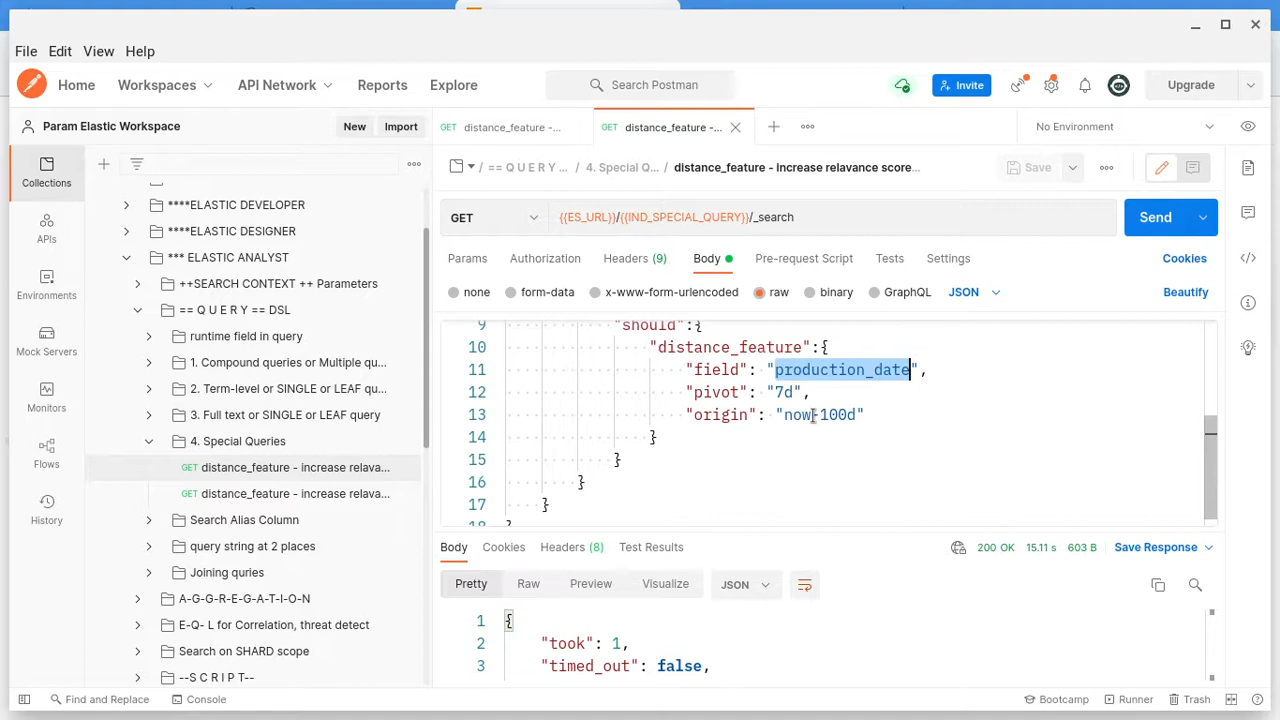 File Edit View Help
Home Workspaces API Network Reports Explore Search Postman Invite Upgrade
Param Elastic Workspace New Import
GET distance_feature -... GET distance_feature -... No Environment
Collections
APIs
Environments
Mock Servers
Monitors
Flows
History
****ELASTIC DEVELOPER
****ELASTIC DESIGNER
*** ELASTIC ANALYST
++SEARCH CONTEXT ++ Parameters
== Q U E R Y == DSL
runtime field in query
1. Compound queries or Multiple qu...
2. Term-level or SINGLE or LEAF qu...
3. Full text or SINGLE or LEAF query
4. Special Queries
GET distance_feature - increase relava...
GET distance_feature - increase relava...
Search Alias Column
query string at 2 places
Joining quries
A-G-G-R-E-G-A-T-I-O-N
E-Q- L for Correlation, threat detect
Search on SHARD scope
--S C R I P T--
/ == Q U E R Y ... / 4. Special Q... / distance_feature - increase relavance score... Save
GET {{ES_URL}}/{{IND_SPECIAL_QUERY}}/_search Send
Params Authorization Headers (9) Body Pre-request Script Tests Settings Cookies
none form-data x-www-form-urlencoded raw binary GraphQL JSON Beautify
9 "should":{
10 "distance_feature":{
11 "field": "production_date",
12 "pivot": "7d",
13 "origin": "now-100d"
14 }
15 }
16 }
17 }
18 }
Body Cookies Headers (8) Test Results 200 OK 15.11 s 603 B Save Response
Pretty Raw Preview Visualize JSON
1 {
2 "took": 1,
3 "timed_out": false,
Find and Replace Console Bootcamp Runner Trash